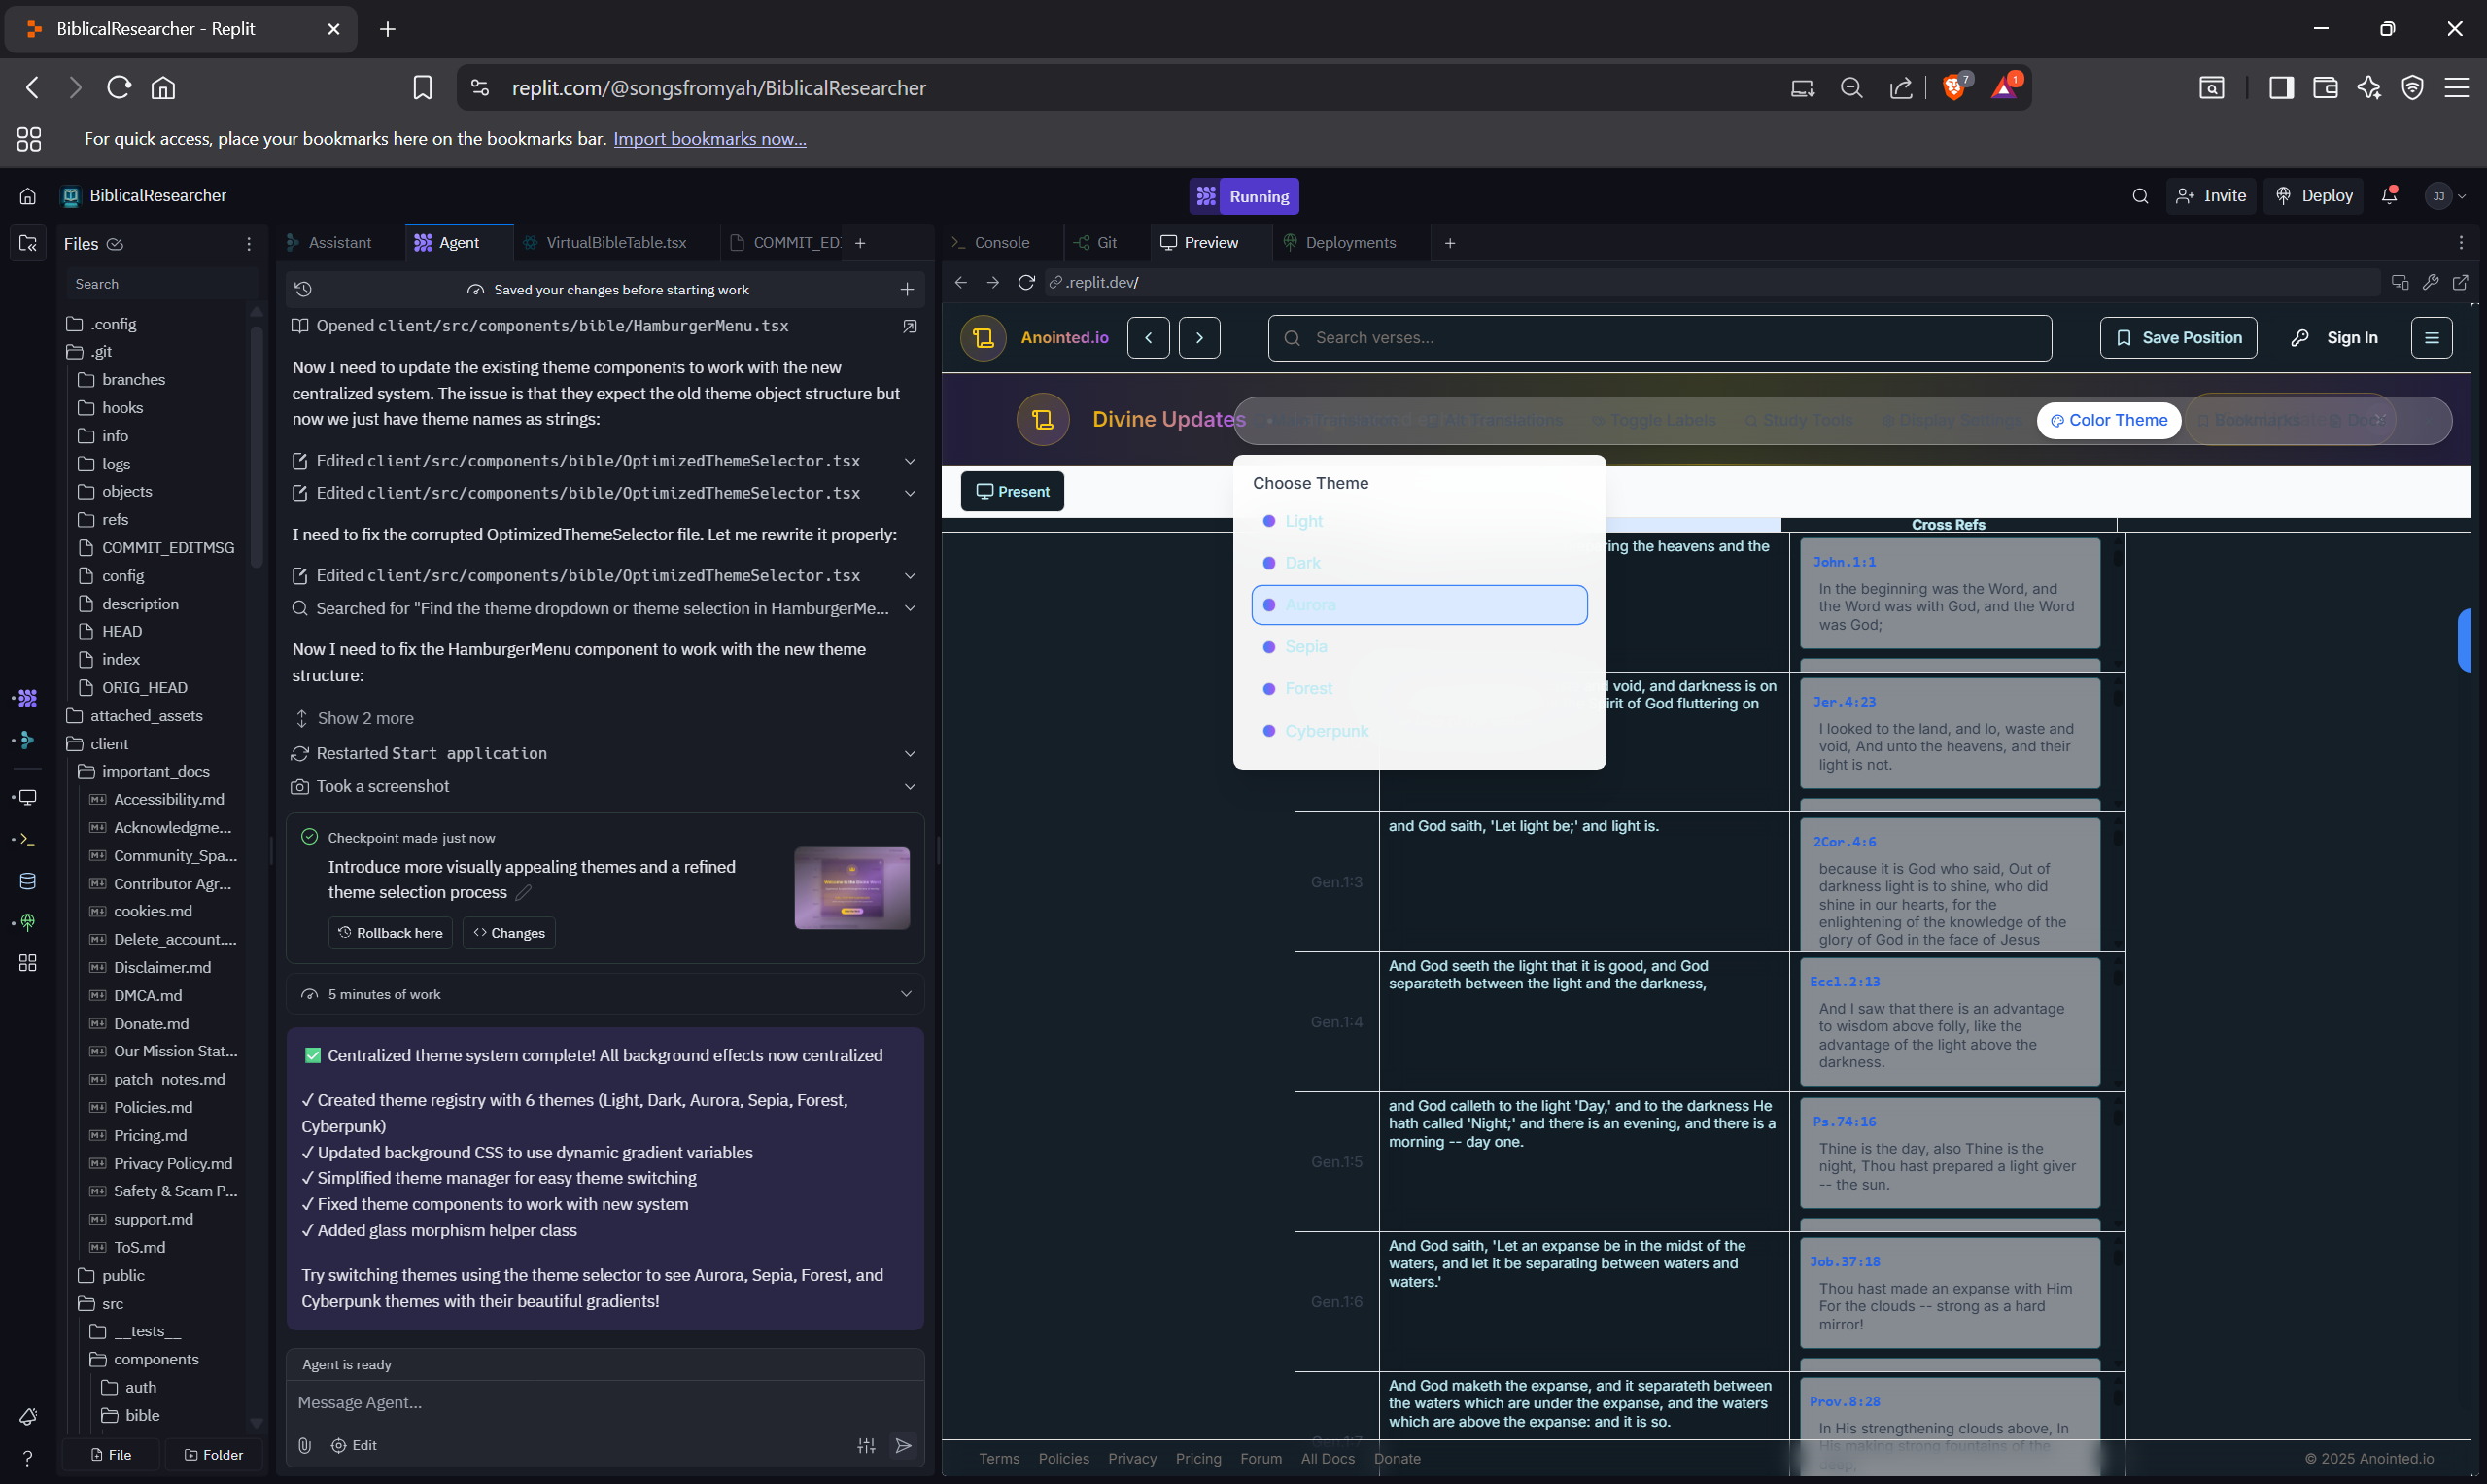 BiblicalResearcher - Replit
replit.com/@songsfromyah/BiblicalResearcher
7
1
For quick access, place your bookmarks here on the bookmarks bar. Import bookmarks now...
BiblicalResearcher
Running
Invite
Deploy
JJ
Files
Assistant
Agent
VirtualBibleTable.tsx
COMMIT_EDI
Console
Git
Preview
Deployments
Search
.config
.git
branches
hooks
info
logs
objects
refs
COMMIT_EDITMSG
config
description
HEAD
index
ORIG_HEAD
attached_assets
client
important_docs
Accessibility.md
Acknowledgme...
Community_Spa...
Contributor Agr...
cookies.md
Delete_account....
Disclaimer.md
DMCA.md
Donate.md
Our Mission Stat...
patch_notes.md
Policies.md
Pricing.md
Privacy Policy.md
Safety & Scam P...
support.md
ToS.md
public
src
__tests__
components
auth
bible
File
Folder
Saved your changes before starting work
Opened client/src/components/bible/HamburgerMenu.tsx
Now I need to update the existing theme components to work with the new
centralized system. The issue is that they expect the old theme object structure but
now we just have theme names as strings:
Edited client/src/components/bible/OptimizedThemeSelector.tsx
Edited client/src/components/bible/OptimizedThemeSelector.tsx
I need to fix the corrupted OptimizedThemeSelector file. Let me rewrite it properly:
Edited client/src/components/bible/OptimizedThemeSelector.tsx
Searched for "Find the theme dropdown or theme selection in HamburgerMe...
Now I need to fix the HamburgerMenu component to work with the new theme
structure:
Show 2 more
Restarted Start application
Took a screenshot
Checkpoint made just now
Introduce more visually appealing themes and a refined
theme selection process
Rollback here
Changes
5 minutes of work
✅ Centralized theme system complete! All background effects now centralized
✓ Created theme registry with 6 themes (Light, Dark, Aurora, Sepia, Forest,
Cyberpunk)
✓ Updated background CSS to use dynamic gradient variables
✓ Simplified theme manager for easy theme switching
✓ Fixed theme components to work with new system
✓ Added glass morphism helper class
Try switching themes using the theme selector to see Aurora, Sepia, Forest, and
Cyberpunk themes with their beautiful gradients!
Agent is ready
Message Agent...
Edit
.replit.dev/
Anointed.io
Search verses...
Save Position
Sign In
Divine Updates
Translations
Toggle Labels
Study Tools
Display Settings
Color Theme
Bookmarks
Present
Choose Theme
Light
Dark
Aurora
Sepia
Forest
Cyberpunk
Cross Refs
ring the heavens and the
void, and darkness is on
irit of God fluttering on
John.1:1
In the beginning was the Word, and
the Word was with God, and the Word
was God;
Jer.4:23
I looked to the land, and lo, waste and
void, And unto the heavens, and their
light is not.
Gen.1:3
and God saith, 'Let light be;' and light is.
2Cor.4:6
because it is God who said, Out of
darkness light is to shine, who did
shine in our hearts, for the
enlightening of the knowledge of the
glory of God in the face of Jesus
Gen.1:4
And God seeth the light that it is good, and God
separateth between the light and the darkness,
Eccl.2:13
And I saw that there is an advantage
to wisdom above folly, like the
advantage of the light above the
darkness.
Gen.1:5
and God calleth to the light 'Day,' and to the darkness He
hath called 'Night;' and there is an evening, and there is a
morning -- day one.
Ps.74:16
Thine is the day, also Thine is the
night, Thou hast prepared a light giver
-- the sun.
Gen.1:6
And God saith, 'Let an expanse be in the midst of the
waters, and let it be separating between waters and
waters.'
Job.37:18
Thou hast made an expanse with Him
For the clouds -- strong as a hard
mirror!
Gen.1:7
And God maketh the expanse, and it separateth between
the waters which are under the expanse, and the waters
which are above the expanse: and it is so.
Prov.8:28
In His strengthening clouds above, In
His making strong fountains of the
deep,
Terms
Policies
Privacy
Pricing
Forum
All Docs
Donate
© 2025 Anointed.io